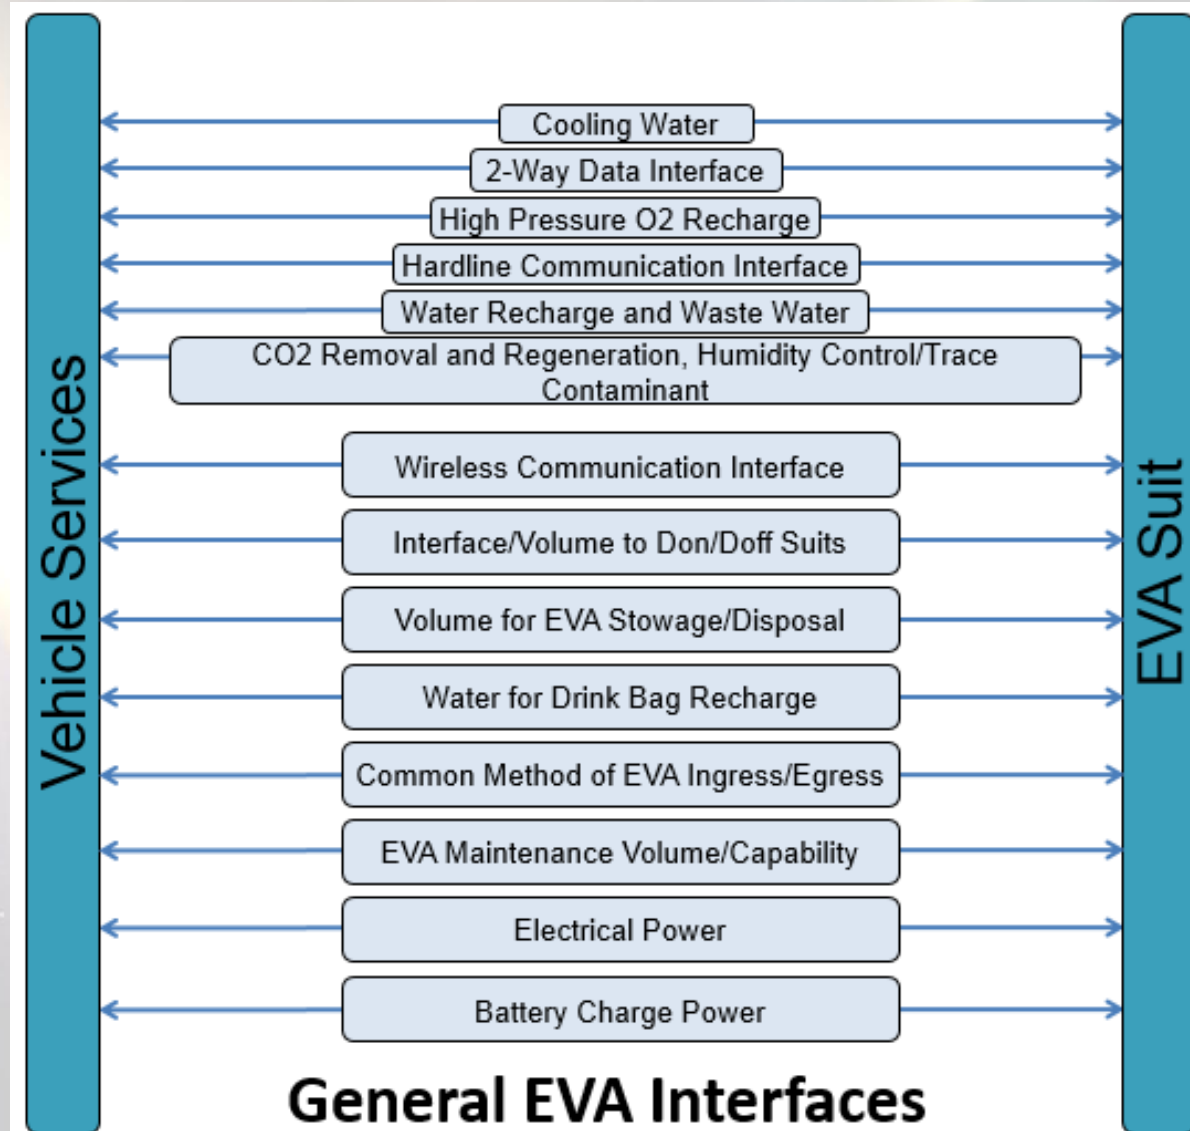 Vehicle Services
Cooling Water
2-Way Data Interface
High Pressure O2 Recharge
Hardline Communication Interface
Water Recharge and Waste Water
CO2 Removal and Regeneration, Humidity Control/Trace
Contaminant
Wireless Communication Interface
Interface/Volume to Don/Doff Suits
Volume for EVA Stowage/Disposal
Water for Drink Bag Recharge
Common Method of EVA Ingress/Egress
EVA Maintenance Volume/Capability
Electrical Power
Battery Charge Power
EVA Suit
General EVA Interfaces